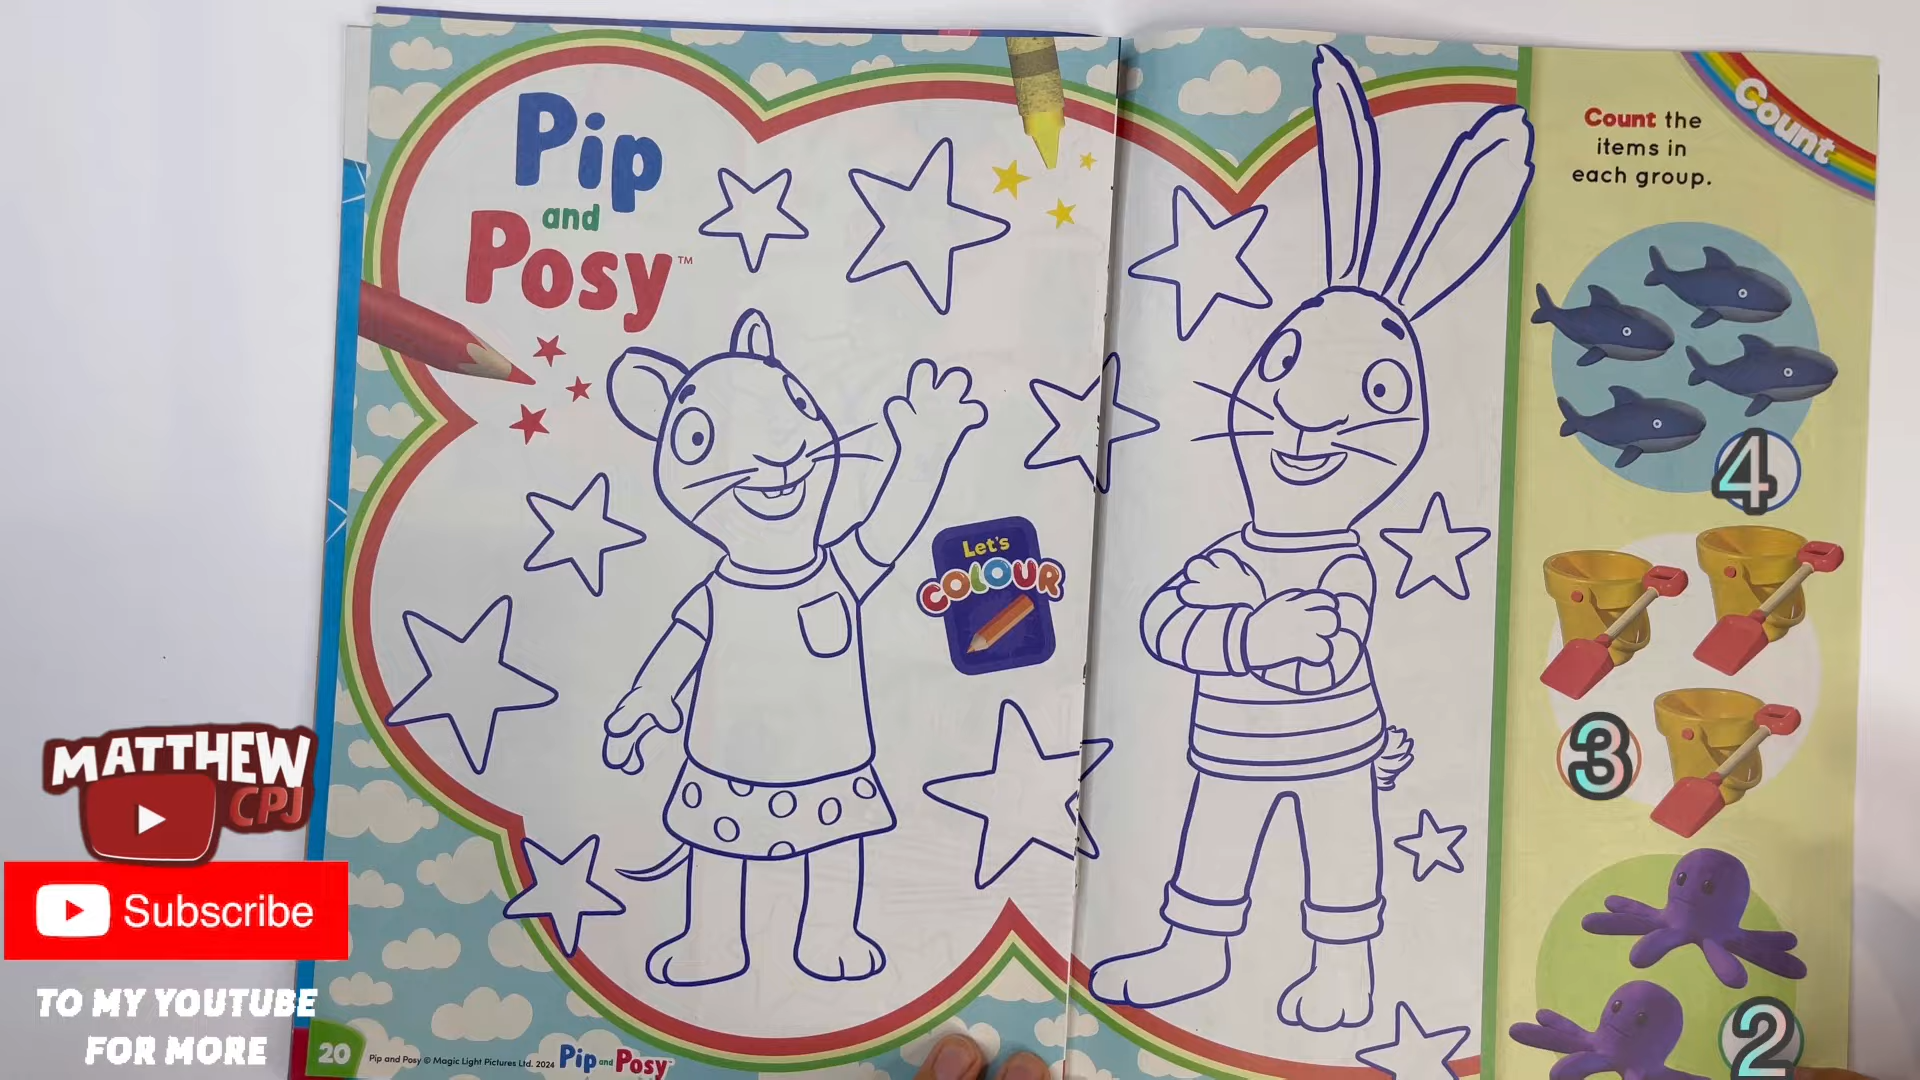 Pip
and
Posy™
Let's
COLOUR
Count
Count the
items in
each group.
4
3
2
MATTHEW
CPJ
Subscribe
TO MY YOUTUBE
FOR MORE
20
Pip and Posy © Magic Light Pictures Ltd. 2024
Pip and Posy™